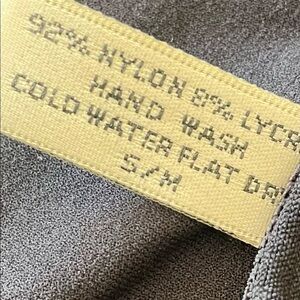 92% NYLON 8% LYCR
HAND WASH
COLD WATER FLAT DR
S/M